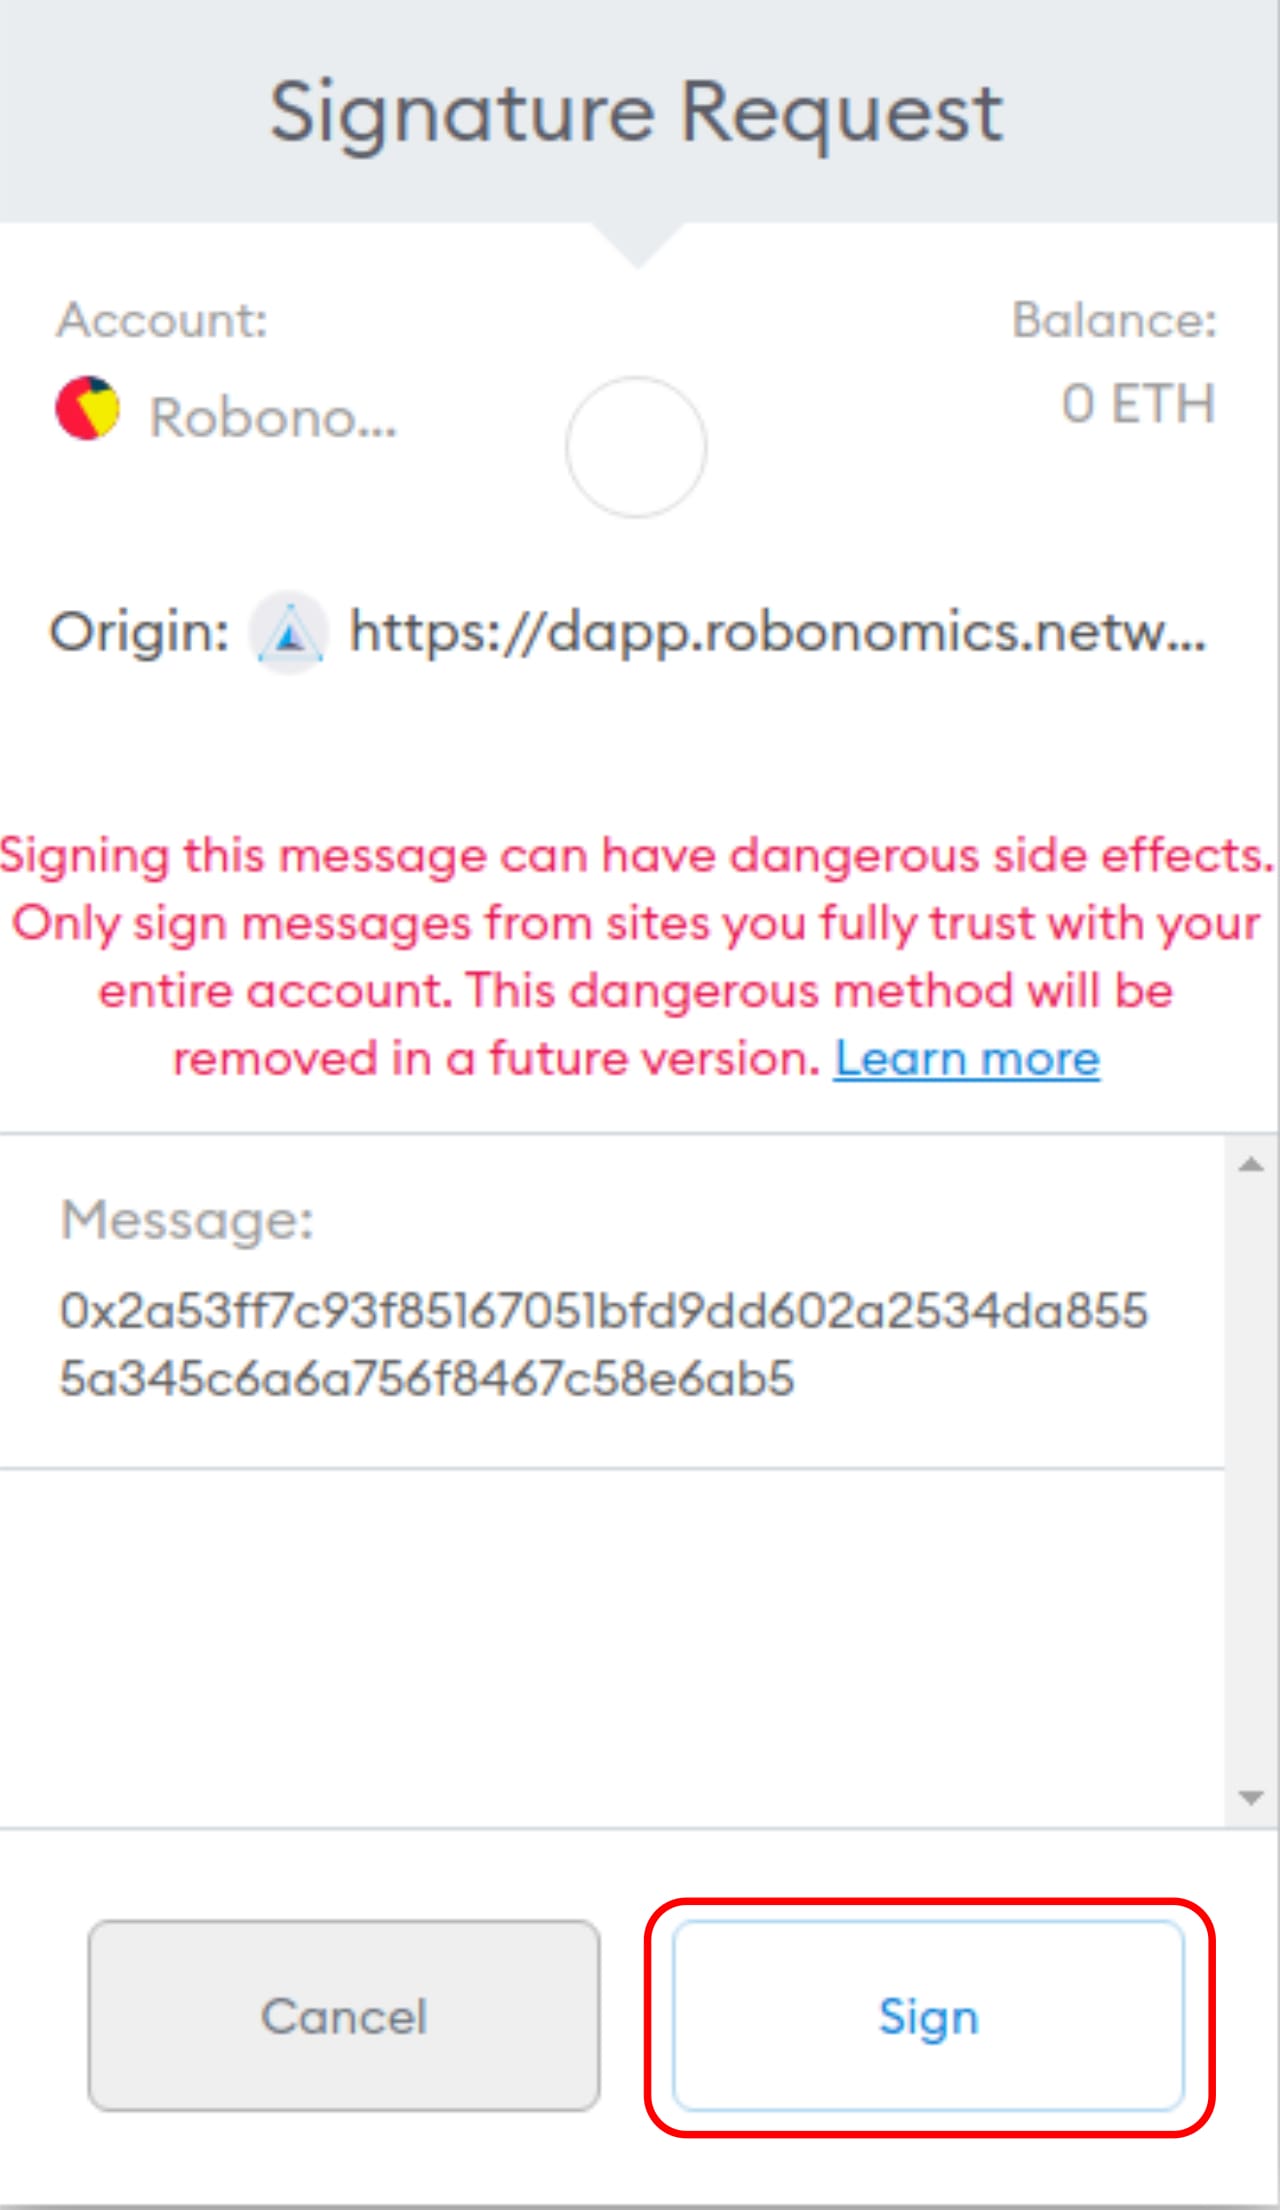 Signature Request
Account:
Balance:
Robono...
0 ETH
Origin: https://dapp.robonomics.netw...
Signing this message can have dangerous side effects.
Only sign messages from sites you fully trust with your
entire account. This dangerous method will be
removed in a future version. Learn more
Message:
0x2a53ff7c93f85167051bfd9dd602a2534da855
5a345c6a6a756f8467c58e6ab5
Cancel
Sign